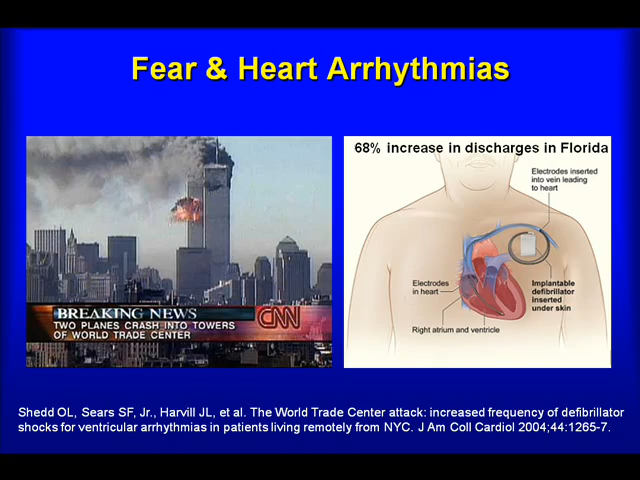 Fear & Heart Arrhythmias
BREAKING NEWS
TWO PLANES CRASH INTO TOWERS
OF WORLD TRADE CENTER
CNN
68% increase in discharges in Florida
Electrodes inserted
into vein leading
to heart
Electrodes
in heart
Implantable
defibrillator
inserted
under skin
Right atrium and ventricle
Shedd OL, Sears SF, Jr., Harvill JL, et al. The World Trade Center attack: increased frequency of defibrillator
shocks for ventricular arrhythmias in patients living remotely from NYC. J Am Coll Cardiol 2004;44:1265-7.